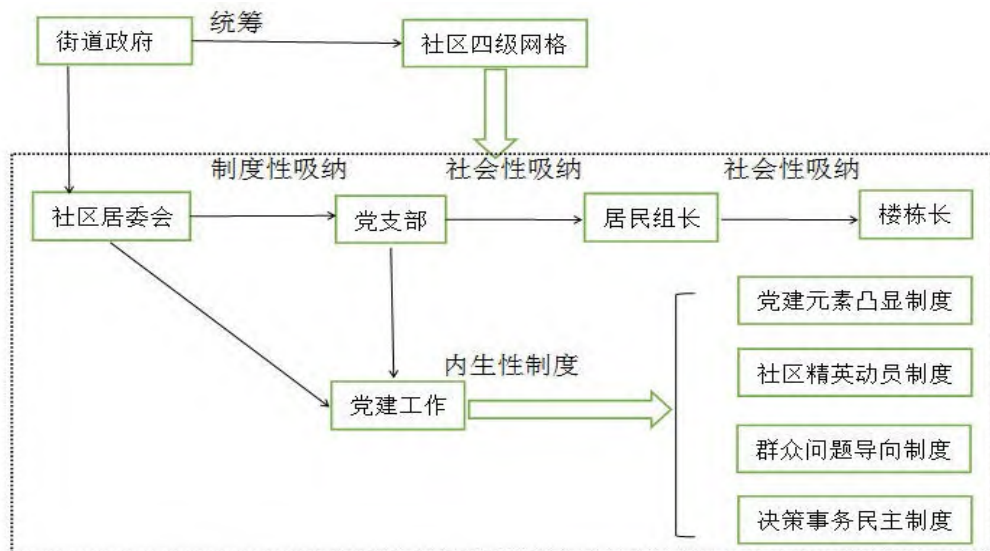 统筹
街道政府
社区四级网格
制度性吸纳
社会性吸纳
社会性吸纳
社区居委会
党支部
居民组长
楼栋长
党建元素凸显制度
内生性制度
社区精英动员制度
党建工作
群众问题导向制度
决策事务民主制度